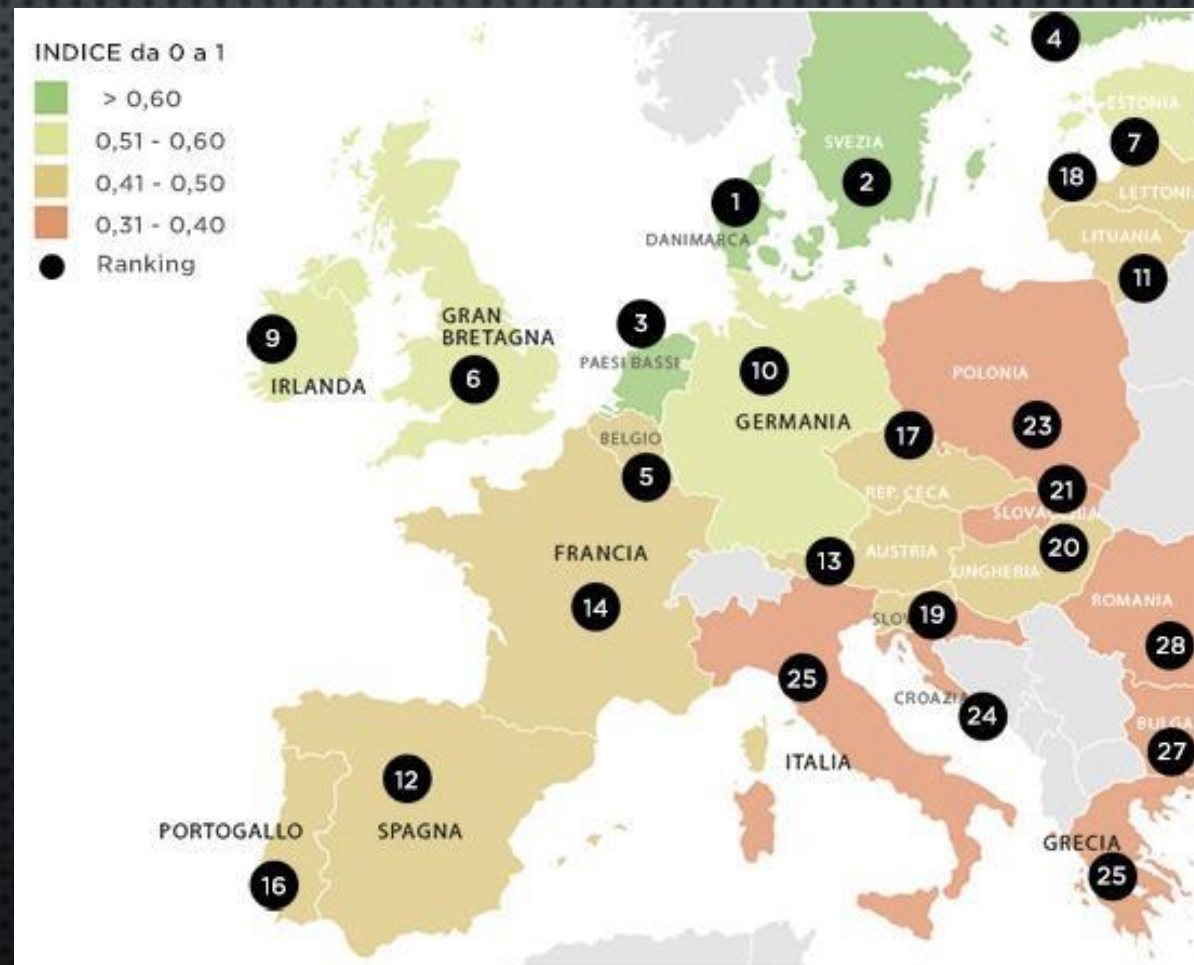 INDICE da 0 a 1
> 0,60
0,51 - 0,60
0,41 - 0,50
0,31 - 0,40
Ranking
4
ESTONIA
7
SVEZIA
2
18
LETTONI
1
DANIMARCA
LITUANIA
11
3
PAESI BASSI
GRAN
BRETAGNA
6
9
IRLANDA
10
GERMANIA
POLONIA
23
17
BELGIO
5
REP. CECA
21
20
FRANCIA
14
13
AUSTRIA
UNGHERIA
ROMANIA
28
SLO
19
25
CROAZIA
24
BULGA
27
ITALIA
12
SPAGNA
PORTOGALLO
16
GRECIA
25